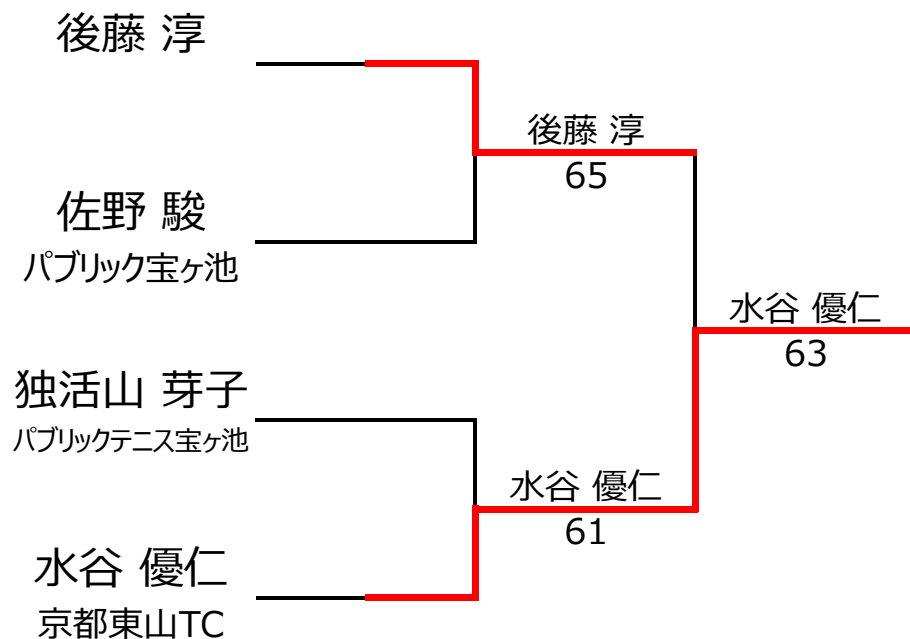 後藤 淳
後藤 淳
65
佐野 駿
パブリック宝ヶ池
水谷 優仁
63
独活山 芽子
パブリックテニス宝ヶ池
水谷 優仁
61
水谷 優仁
京都東山TC